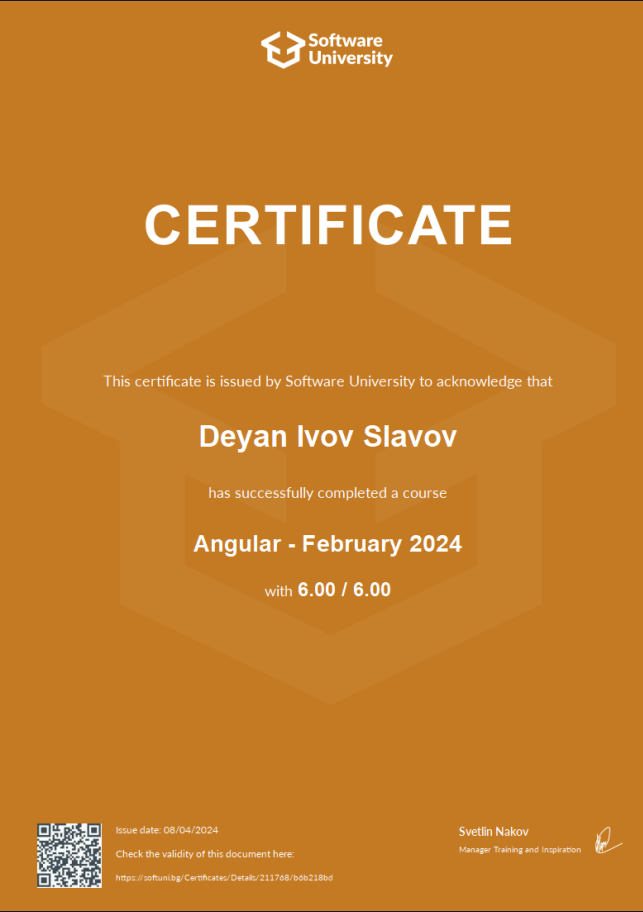 Software
University
CERTIFICATE
This certificate is issued by Software University to acknowledge that
Deyan Ivov Slavov
has successfully completed a course
Angular - February 2024
with 6.00 / 6.00
Issue date: 08/04/2024
Check the validity of this document here:
https://softuni.bg/Certificates/Details/211768/b6b218bd
Svetlin Nakov
Manager Training and Inspiration